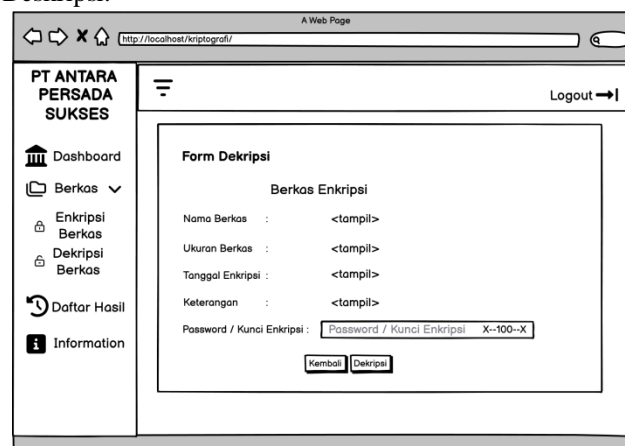 Deskripsi:
A Web Page
http://localhost/kriptografi/
PT ANTARA
PERSADA
SUKSES
Logout
Dashboard
Berkas
Enkripsi
Berkas
Dekripsi
Berkas
Daftar Hasil
Information
Form Dekripsi
Berkas Enkripsi
Nama Berkas : <tampil>
Ukuran Berkas : <tampil>
Tanggal Enkripsi : <tampil>
Keterangan : <tampil>
Password / Kunci Enkripsi : Password / Kunci Enkripsi X--100--X
Kembali Dekripsi